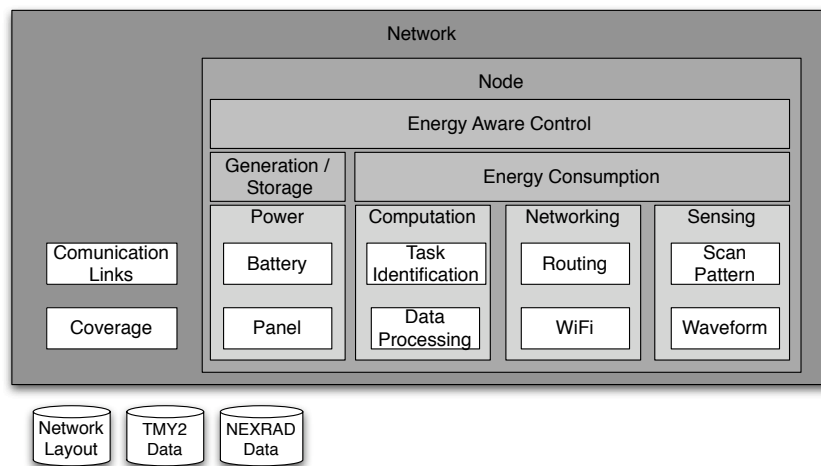 Network
Node
Energy Aware Control
Generation /
Storage
Energy Consumption
Power
Computation
Networking
Sensing
Comunication
Links
Battery
Task
Identification
Routing
Scan
Pattern
Coverage
Panel
Data
Processing
WiFi
Waveform
Network
Layout
TMY2
Data
NEXRAD
Data